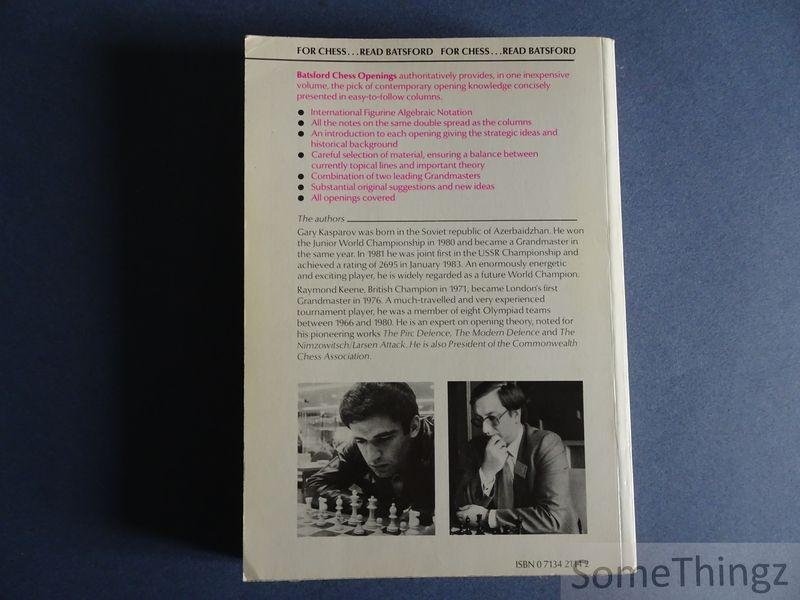 FOR CHESS...READ BATSFORD FOR CHESS...READ BATSFORD
Batsford Chess Openings authoritatively provides, in one inexpensive
volume, the pick of contemporary opening knowledge concisely
presented in easy-to-follow columns.
● International Figurine Algebraic Notation
● All the notes on the same double spread as the columns
● An introduction to each opening giving the strategic ideas and
historical background
● Careful selection of material, ensuring a balance between
currently topical lines and important theory
● Combination of two leading Grandmasters
● Substantial original suggestions and new ideas
● All openings covered
The authors
Gary Kasparov was born in the Soviet republic of Azerbaidzhan. He won
the Junior World Championship in 1980 and became a Grandmaster in
the same year. In 1981 he was joint first in the USSR Championship and
achieved a rating of 2695 in January 1983. An enormously energetic
and exciting player, he is widely regarded as a future World Champion.
Raymond Keene, British Champion in 1971, became London's first
Grandmaster in 1976. A much-travelled and very experienced
tournament player, he was a member of eight Olympiad teams
between 1966 and 1980. He is an expert on opening theory, noted for
his pioneering works The Pirc Defence, The Modern Defence and The
Nimzowitsch/Larsen Attack. He is also President of the Commonwealth
Chess Association.
ISBN 0 7134 2114 2
SomeThingz